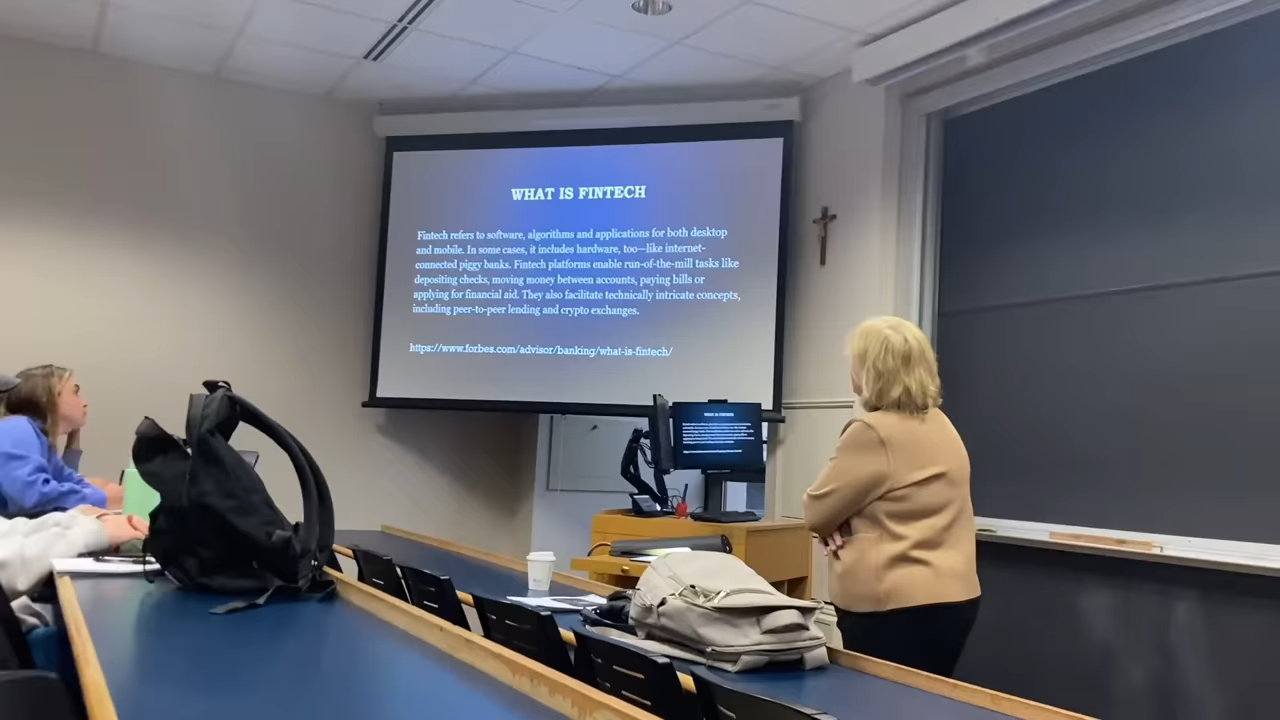 WHAT IS FINTECH
Fintech refers to software, algorithms and applications for both desktop
and mobile. In some cases, it includes hardware, too—like internet-
connected piggy banks. Fintech platforms enable run-of-the-mill tasks like
depositing checks, moving money between accounts, paying bills or
applying for financial aid. They also facilitate technically intricate concepts,
including peer-to-peer lending and crypto exchanges.
https://www.forbes.com/advisor/banking/what-is-fintech/
WHAT IS FINTECH